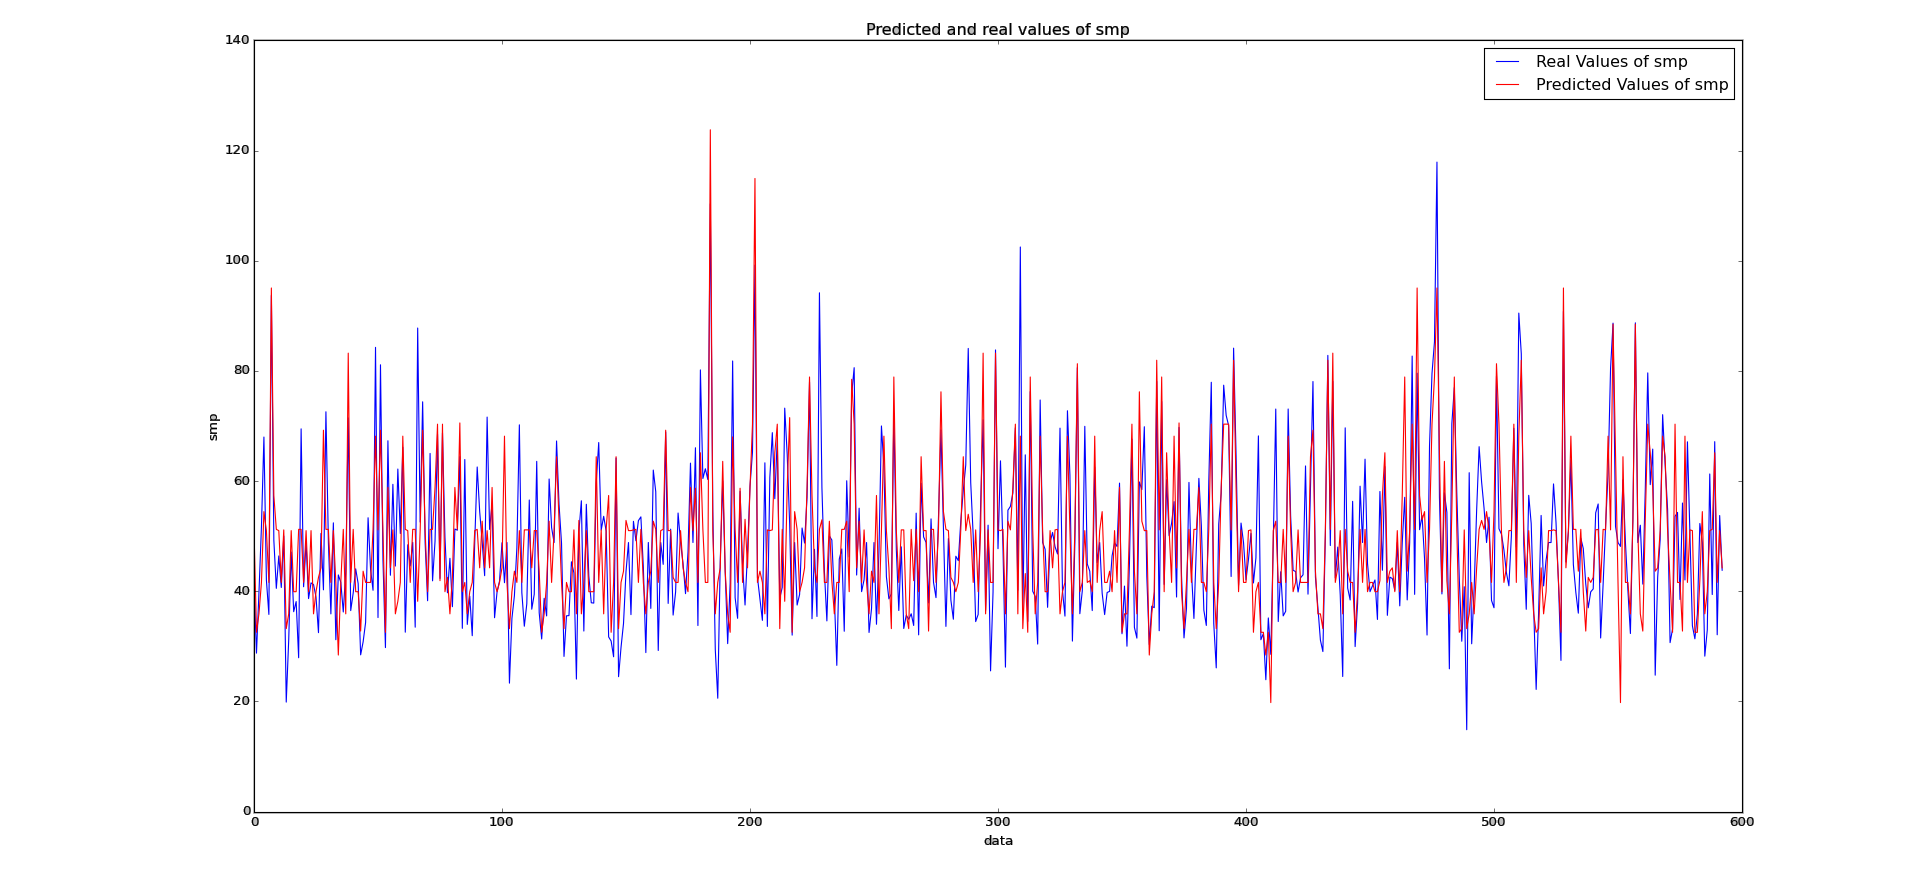 Predicted and real values of smp
140
120
100
80
60
40
20
0
smp
Real Values of smp
Predicted Values of smp
0 100 200 300 400 500 600
data